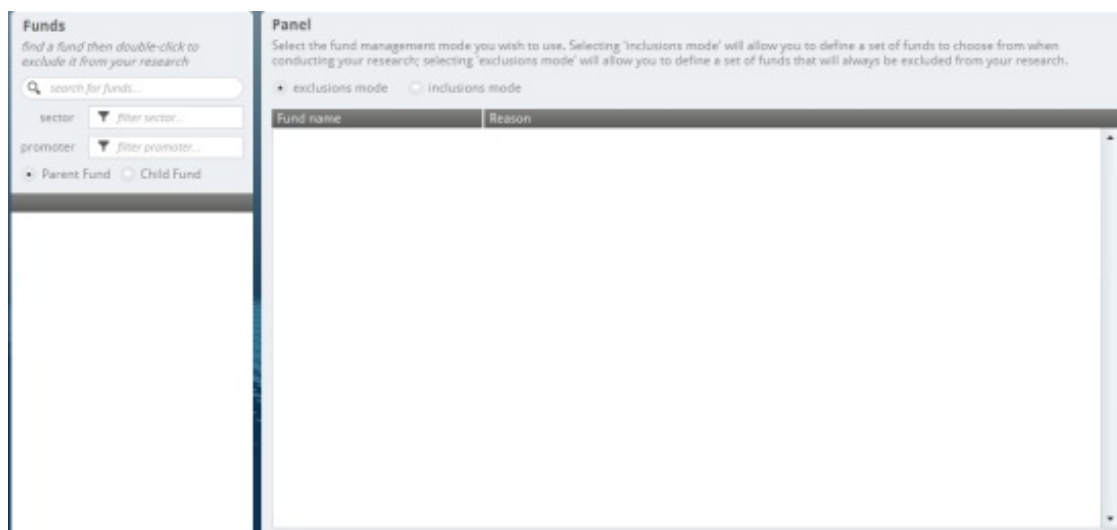 Funds
find a fund then double-click to
exclude it from your research
search for funds...
sector
filter sector...
promoter
filter promoter...
Parent Fund
Child Fund
Panel
Select the fund management mode you wish to use. Selecting 'inclusions mode' will allow you to define a set of funds to choose from when
conducting your research; selecting 'exclusions mode' will allow you to define a set of funds that will always be excluded from your research.
exclusions mode
inclusions mode
Fund name
Reason